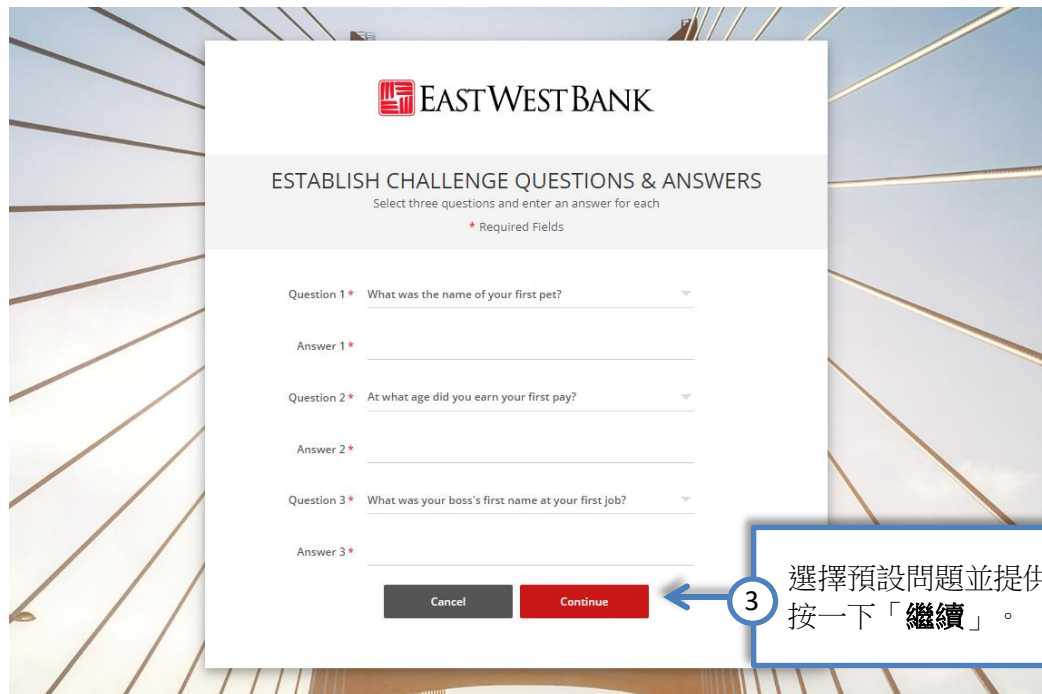 EAST WEST BANK
ESTABLISH CHALLENGE QUESTIONS & ANSWERS
Select three questions and enter an answer for each
* Required Fields
Question 1 * What was the name of your first pet?
Answer 1 *
Question 2 * At what age did you earn your first pay?
Answer 2 *
Question 3 * What was your boss's first name at your first job?
Answer 3 *
Cancel Continue
3
選擇預設問題並提供
按一下「繼續」。